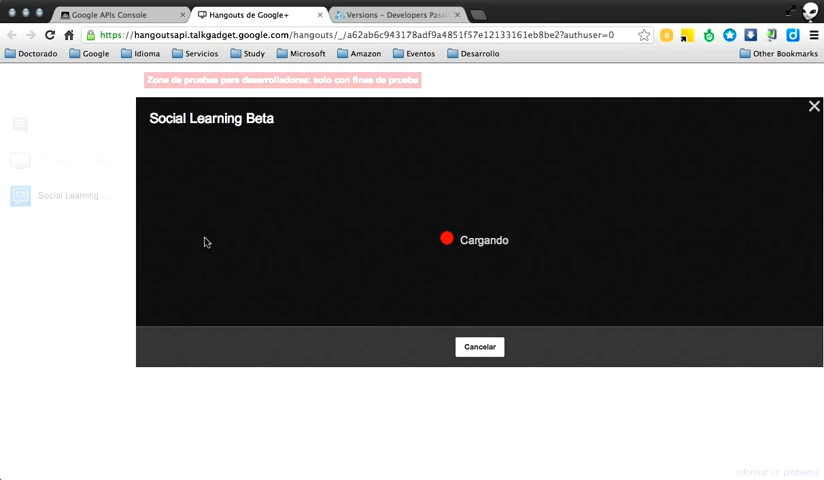 Google APIs Console
Hangouts de Google+
Versions – Developers Passi
https://hangoutsapi.talkgadget.google.com/hangouts/_/a62ab6c943178adf9a4851f57e12133161eb8be2?authuser=0
Doctorado Google Idioma Servicios Study Microsoft Amazon Eventos Desarrollo Other Bookmarks
Zona de pruebas para desarrolladores: solo con fines de prueba
Social Learning Beta
Social Learning ...
Cargando
Cancelar
Informar un problema